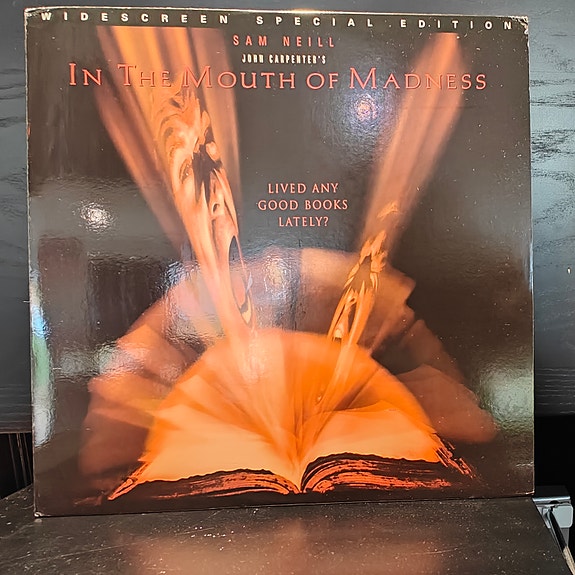 WIDESCREEN SPECIAL EDITION
SAM NEILL
JOHN CARPENTER'S
IN THE MOUTH OF MADNESS
LIVED ANY
GOOD BOOKS
LATELY?